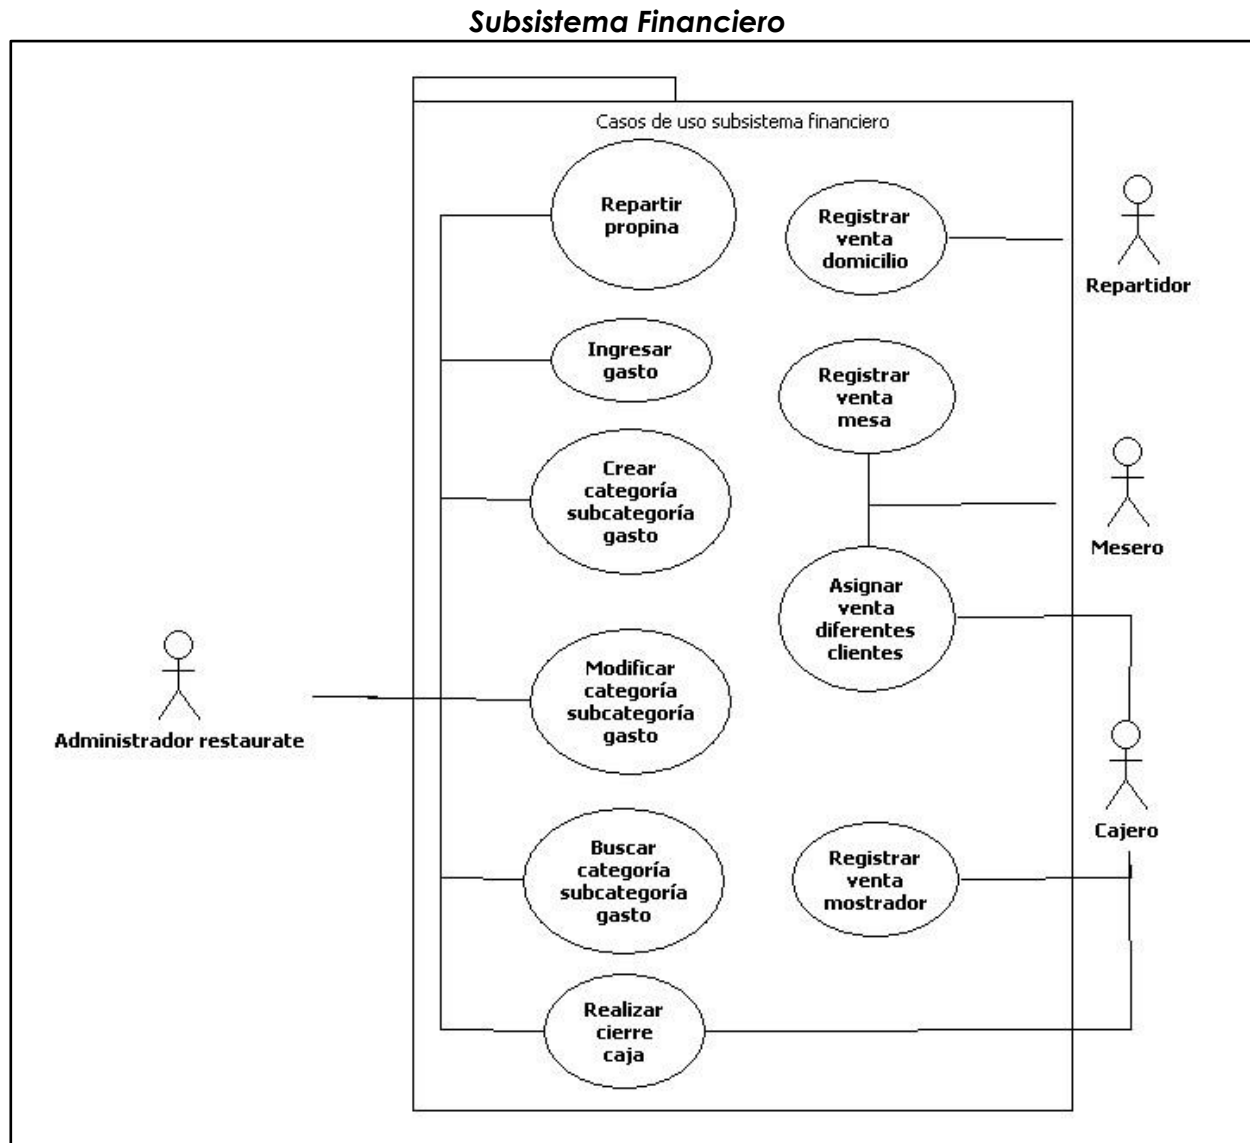 Subsistema Financiero
Casos de uso subsistema financiero
Repartir
propina
Registrar
venta
domicilio
Repartidor
Ingresar
gasto
Registrar
venta
mesa
Crear
categoría
subcategoría
gasto
Mesero
Asignar
venta
diferentes
clientes
Administrador restaurate
Modificar
categoría
subcategoría
gasto
Cajero
Buscar
categoría
subcategoría
gasto
Registrar
venta
mostrador
Realizar
cierre
caja